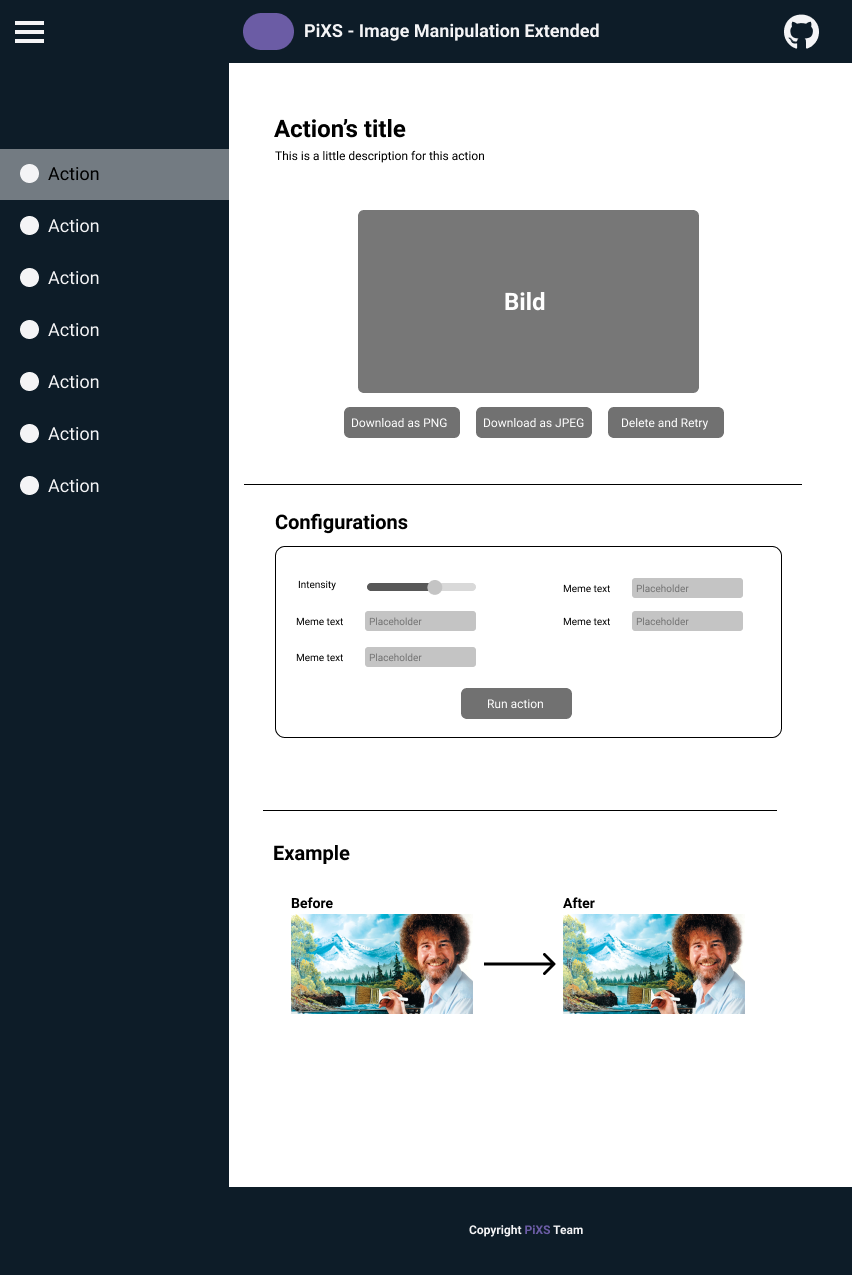 PiXS - Image Manipulation Extended
Action
Action
Action
Action
Action
Action
Action
Action's title
This is a little description for this action
Bild
Download as PNG
Download as JPEG
Delete and Retry
Configurations
Intensity
Meme text Placeholder
Meme text Placeholder
Meme text Placeholder
Meme text Placeholder
Run action
Example
Before
After
Copyright PiXS Team